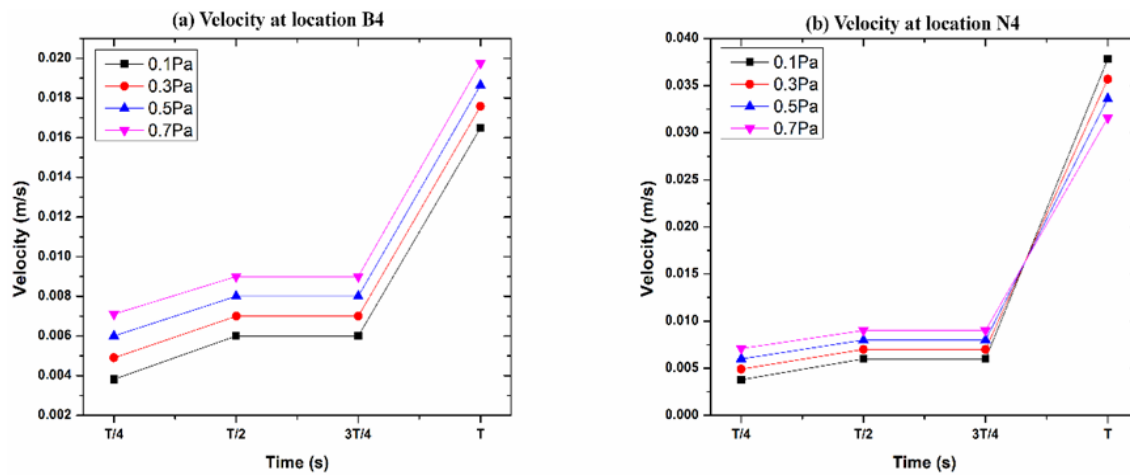 (a) Velocity at location B4
0.1Pa
0.3Pa
0.5Pa
0.7Pa
0.020
0.018
0.016
0.014
0.012
0.010
0.008
0.006
0.004
0.002
Velocity (m/s)
T/4
T/2
3T/4
T
Time (s)
(b) Velocity at location N4
0.1Pa
0.3Pa
0.5Pa
0.7Pa
0.040
0.035
0.030
0.025
0.020
0.015
0.010
0.005
0.000
Velocity (m/s)
T/4
T/2
3T/4
T
Time (s)